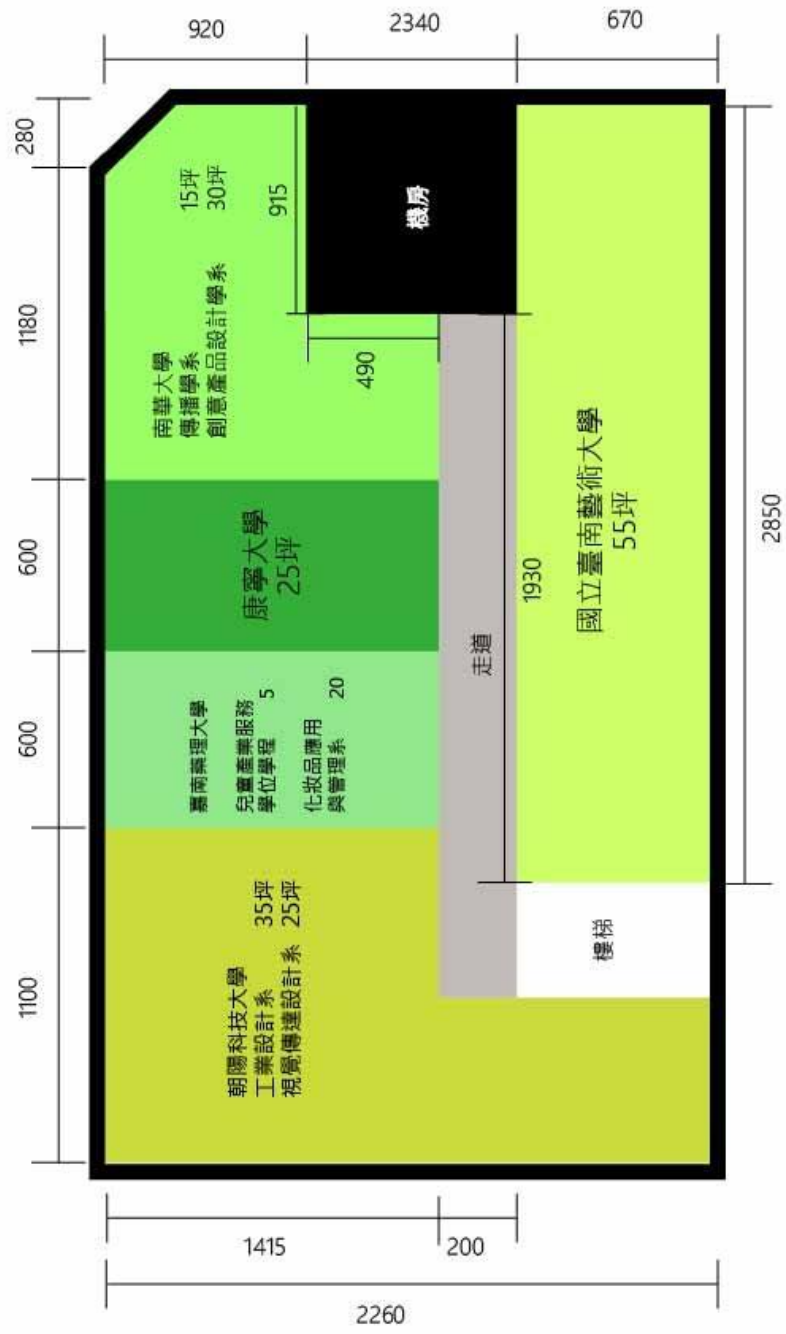 920
2340
670
280
1180
600
600
1100
915
490
1930
2850
1415
200
2260
機房
南華大學
傳播學系 15坪
創意產品設計學系 30坪
康寧大學
25坪
嘉南藥理大學
兒童產業服務
學位學程 5
化妝品應用
與管理系 20
朝陽科技大學
工業設計系 35坪
視覺傳達設計系 25坪
走道
國立臺南藝術大學
55坪
樓梯